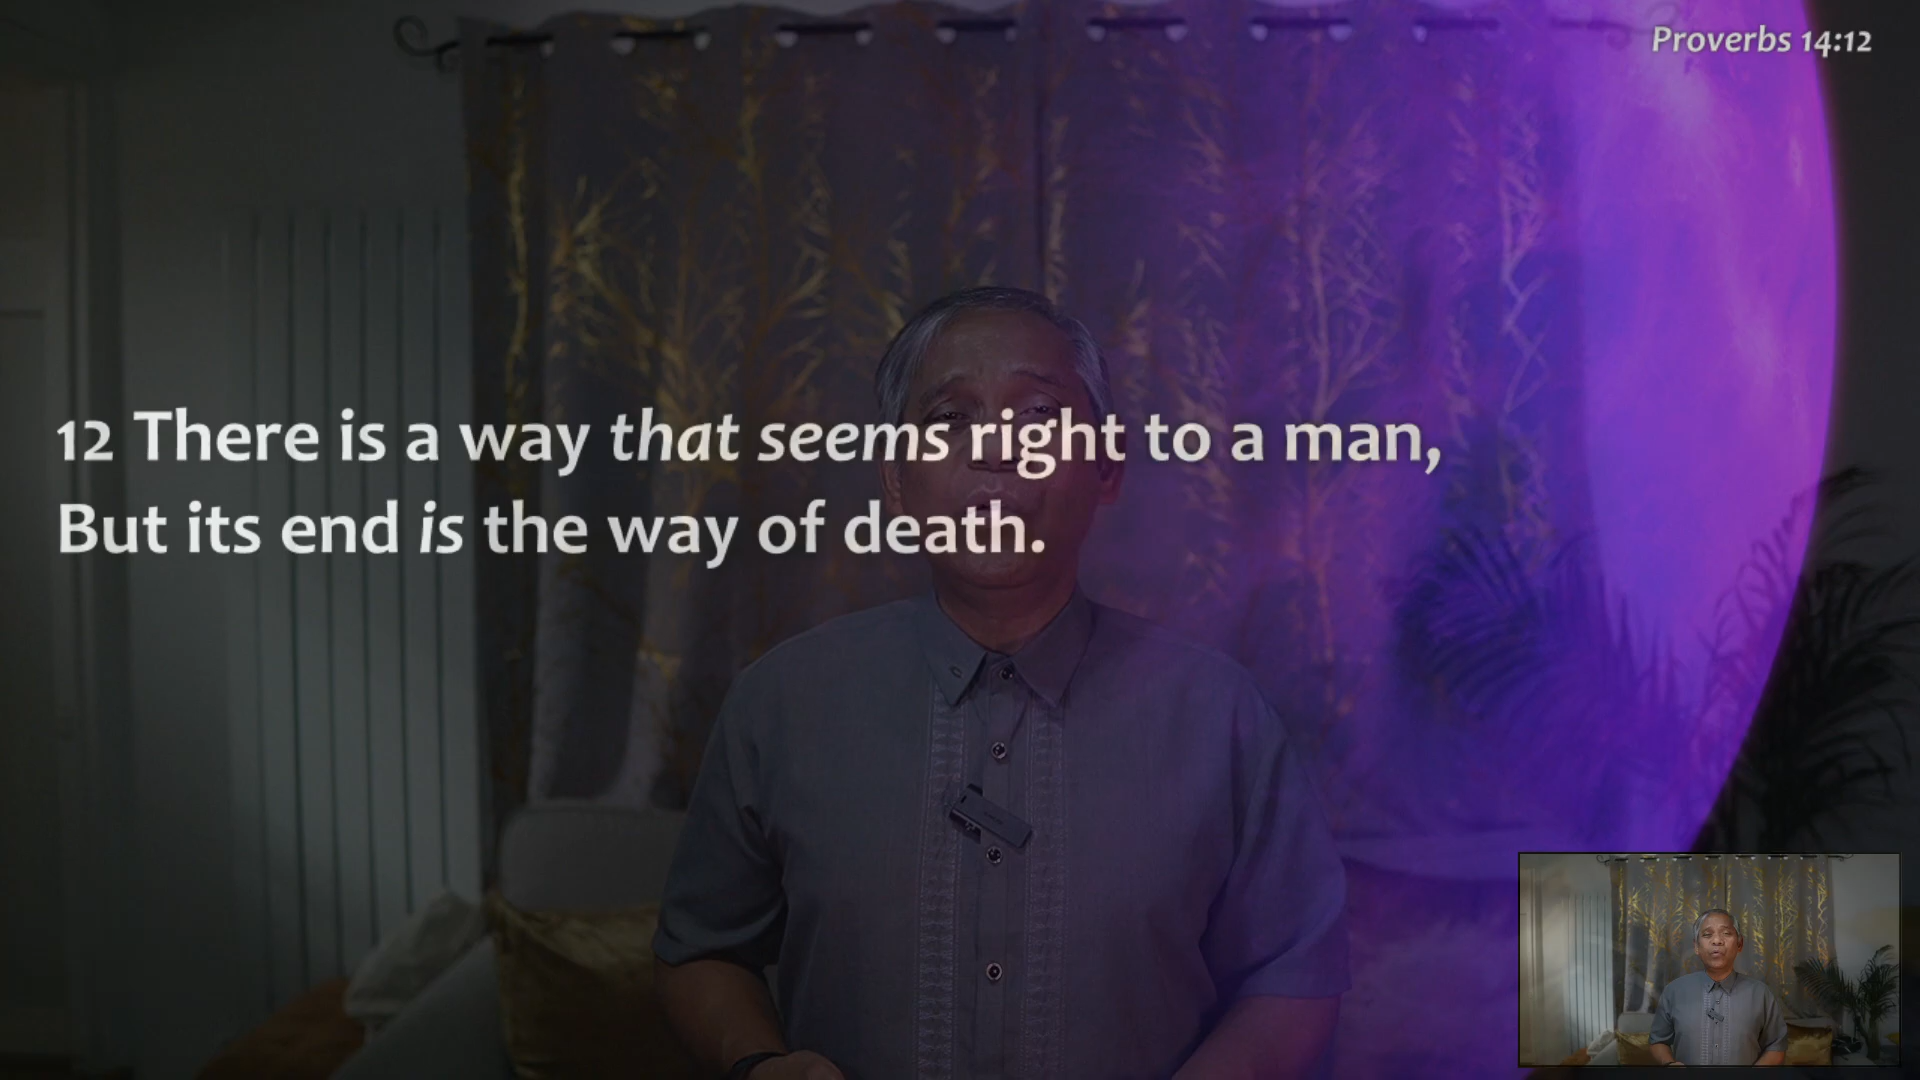 Proverbs 14:12
12 There is a way that seems right to a man,
But its end is the way of death.